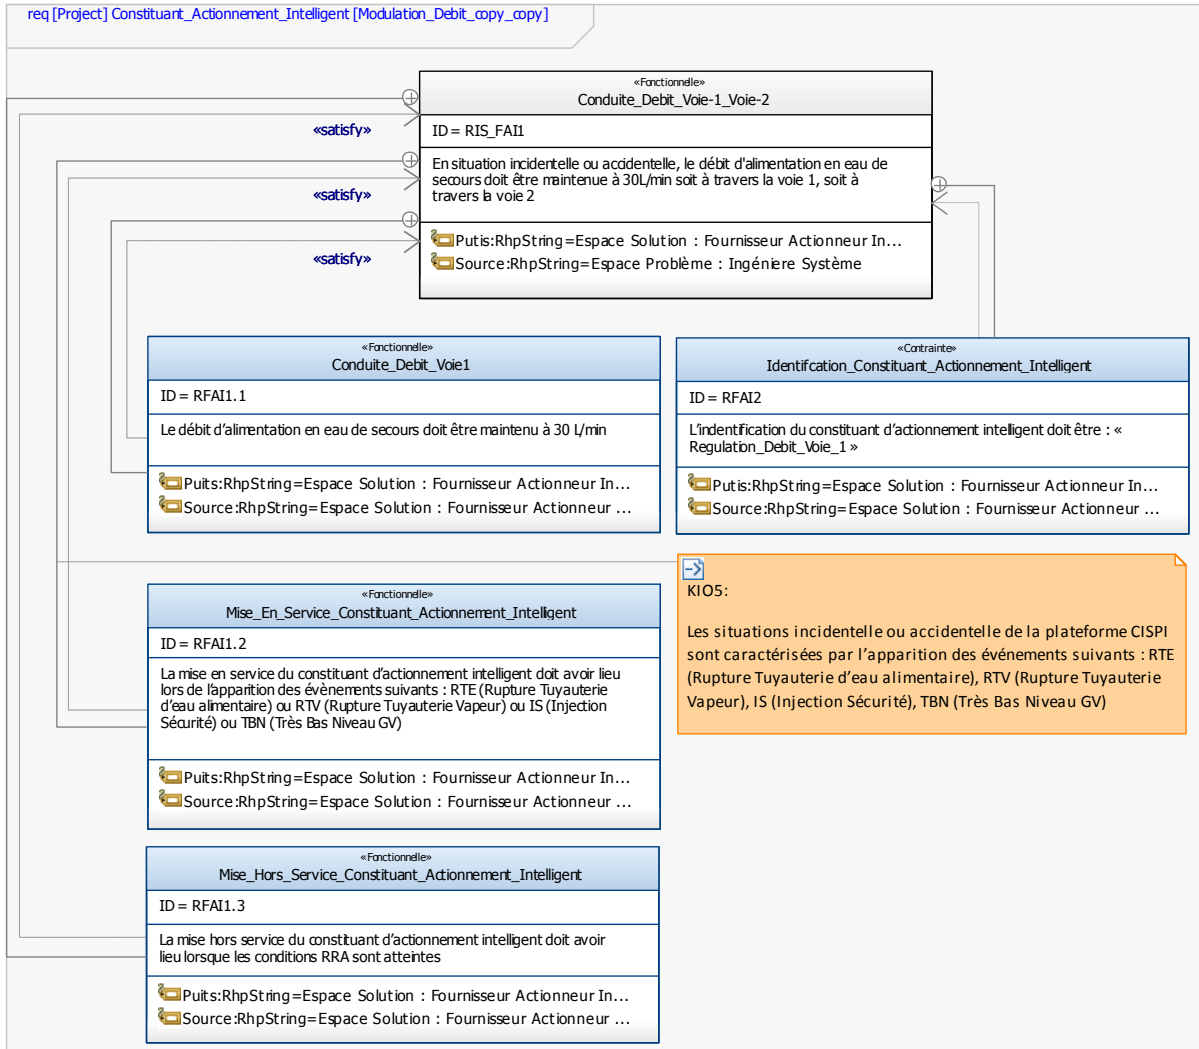 req [Project] Constituant_Actionnement_Intelligent [Modulation_Debit_copy_copy]
«Fonctionnelle»
Conduite_Debit_Voie-1_Voie-2
ID = RIS_FAI1
En situation incidentelle ou accidentelle, le débit d'alimentation en eau de
secours doit être maintenue à 30L/min soit à travers la voie 1, soit à
travers la voie 2
Putis:RhpString=Espace Solution : Fournisseur Actionneur In...
Source:RhpString=Espace Problème : Ingéniere Système
«satisfy»
«satisfy»
«satisfy»
«Fonctionnelle»
Conduite_Debit_Voie1
ID = RFAI1.1
Le débit d’alimentation en eau de secours doit être maintenu à 30 L/min
Puits:RhpString=Espace Solution : Fournisseur Actionneur In...
Source:RhpString=Espace Solution : Fournisseur Actionneur ...
«Contrainte»
Identifcation_Constituant_Actionnement_Intelligent
ID = RFAI2
L’indentification du constituant d’actionnement intelligent doit être : «
Regulation_Debit_Voie_1 »
Putis:RhpString=Espace Solution : Fournisseur Actionneur In...
Source:RhpString=Espace Solution : Fournisseur Actionneur ...
KIO5:
Les situations incidentelle ou accidentelle de la plateforme CISPI
sont caractérisées par l’apparition des événements suivants : RTE
(Rupture Tuyauterie d’eau alimentaire), RTV (Rupture Tuyauterie
Vapeur), IS (Injection Sécurité), TBN (Très Bas Niveau GV)
«Fonctionnelle»
Mise_En_Service_Constituant_Actionnement_Intelligent
ID = RFAI1.2
La mise en service du constituant d’actionnement intelligent doit avoir lieu
lors de l’apparition des évènements suivants : RTE (Rupture Tuyauterie
d’eau alimentaire) ou RTV (Rupture Tuyauterie Vapeur) ou IS (Injection
Sécurité) ou TBN (Très Bas Niveau GV)
Puits:RhpString=Espace Solution : Fournisseur Actionneur In...
Source:RhpString=Espace Solution : Fournisseur Actionneur ...
«Fonctionnelle»
Mise_Hors_Service_Constituant_Actionnement_Intelligent
ID = RFAI1.3
La mise hors service du constituant d’actionnement intelligent doit avoir
lieu lorsque les conditions RRA sont atteintes
Puits:RhpString=Espace Solution : Fournisseur Actionneur In...
Source:RhpString=Espace Solution : Fournisseur Actionneur ...